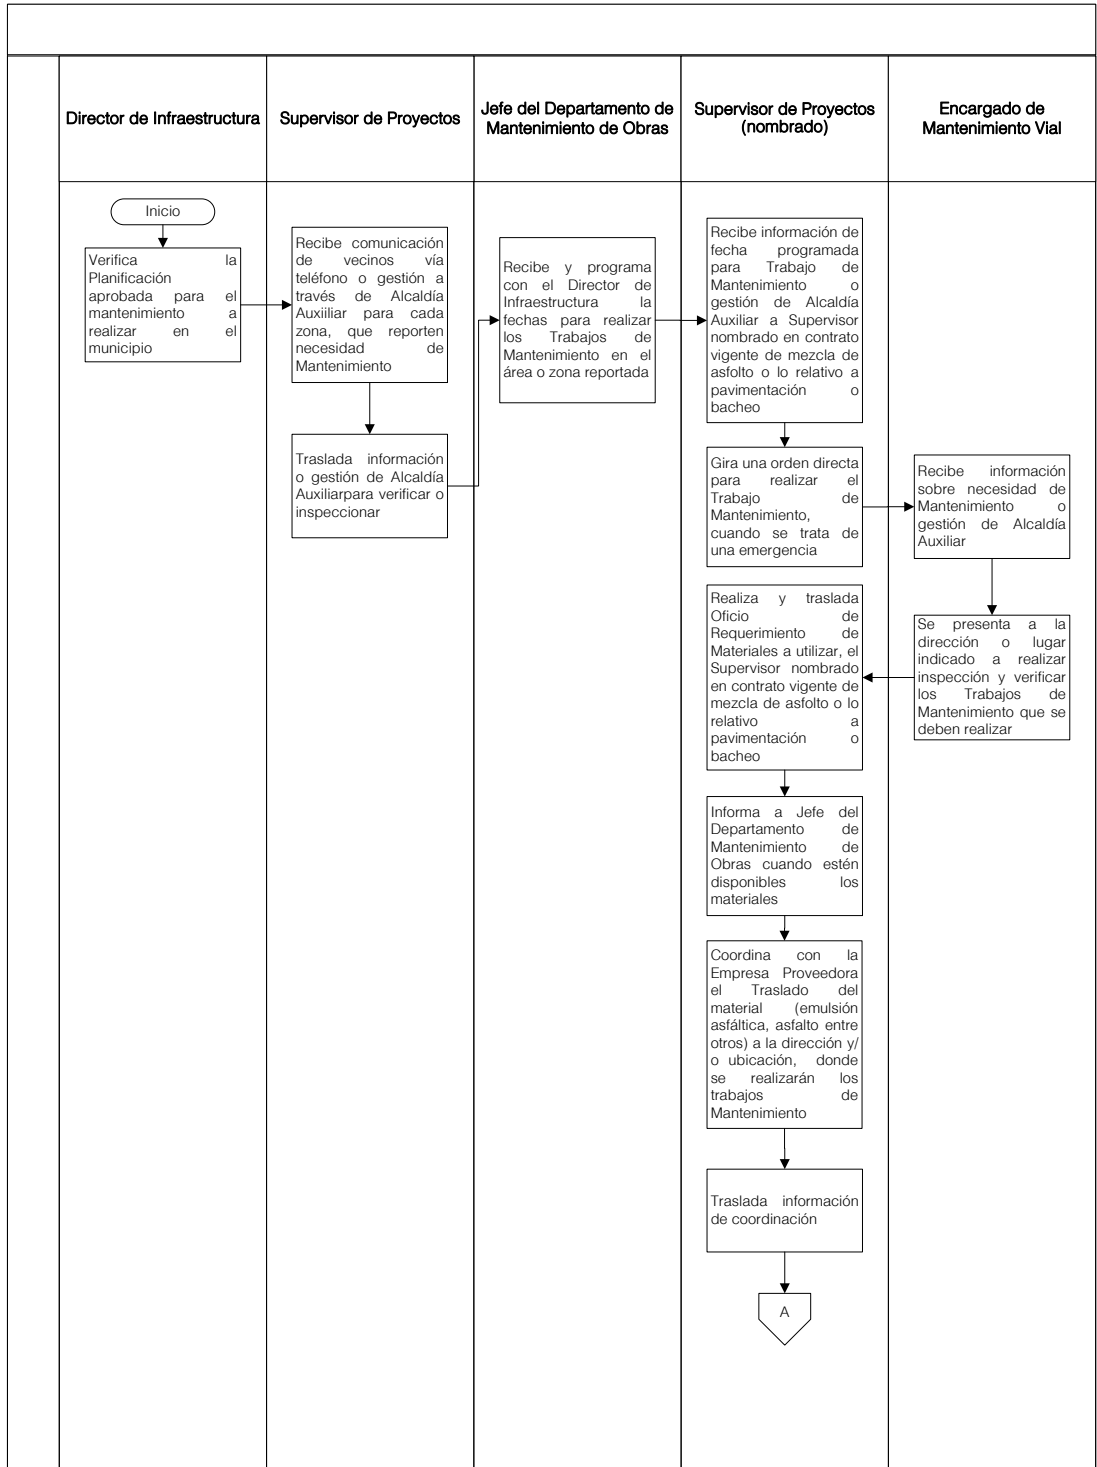 Director de Infraestructura
Supervisor de Proyectos
Jefe del Departamento de
Mantenimiento de Obras
Supervisor de Proyectos
(nombrado)
Encargado de
Mantenimiento Vial
Inicio
Verifica la
Planificación
aprobada para el
mantenimiento a
realizar en el
municipio
Recibe comunicación
de vecinos vía
teléfono o gestión a
través de Alcaldía
Auxiiliar para cada
zona, que reporten
necesidad de
Mantenimiento
Traslada información
o gestión de Alcaldía
Auxiliarpara verificar o
inspeccionar
Recibe y programa
con el Director de
Infraestructura la
fechas para realizar
los Trabajos de
Mantenimiento en el
área o zona reportada
Recibe información de
fecha programada
para Trabajo de
Mantenimiento o
gestión de Alcaldía
Auxiliar a Supervisor
nombrado en contrato
vigente de mezcla de
asfolto o lo relativo a
pavimentación o
bacheo
Gira una orden directa
para realizar el
Trabajo de
Mantenimiento,
cuando se trata de
una emergencia
Recibe información
sobre necesidad de
Mantenimiento o
gestión de Alcaldía
Auxiliar
Se presenta a la
dirección o lugar
indicado a realizar
inspección y verificar
los Trabajos de
Mantenimiento que se
deben realizar
Realiza y traslada
Oficio de
Requerimiento de
Materiales a utilizar, el
Supervisor nombrado
en contrato vigente de
mezcla de asfolto o lo
relativo a
pavimentación o
bacheo
Informa a Jefe del
Departamento de
Mantenimiento de
Obras cuando estén
disponibles los
materiales
Coordina con la
Empresa Proveedora
el Traslado del
material (emulsión
asfáltica, asfalto entre
otros) a la dirección y/
o ubicación, donde
se realizarán los
trabajos de
Mantenimiento
Traslada información
de coordinación
A